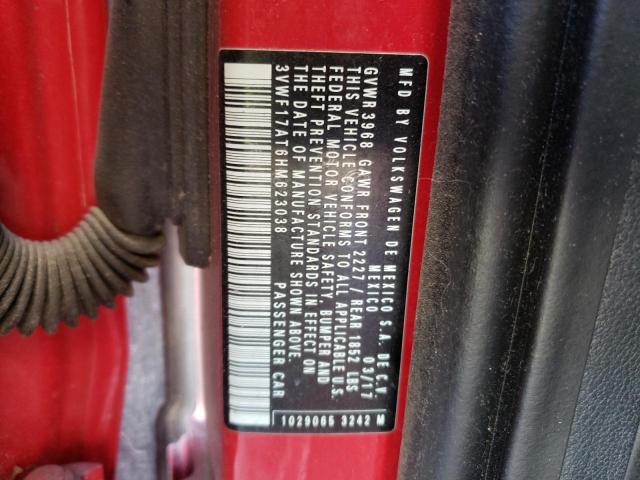 MFD BY VOLKSWAGEN DE MEXICO S.A. DE C.V
MEXICO 03/17
GVWR 3968 GAWR FRONT 2227 / REAR 1852 LBS
THIS VEHICLE CONFORMS TO ALL APPLICABLE U.S.
FEDERAL MOTOR VEHICLE SAFETY, BUMPER AND
THEFT PREVENTION STANDARDS IN EFFECT ON
THE DATE OF MANUFACTURE SHOWN ABOVE.
3VWF17AT6HM623038 PASSENGER CAR
1029065 3242 M